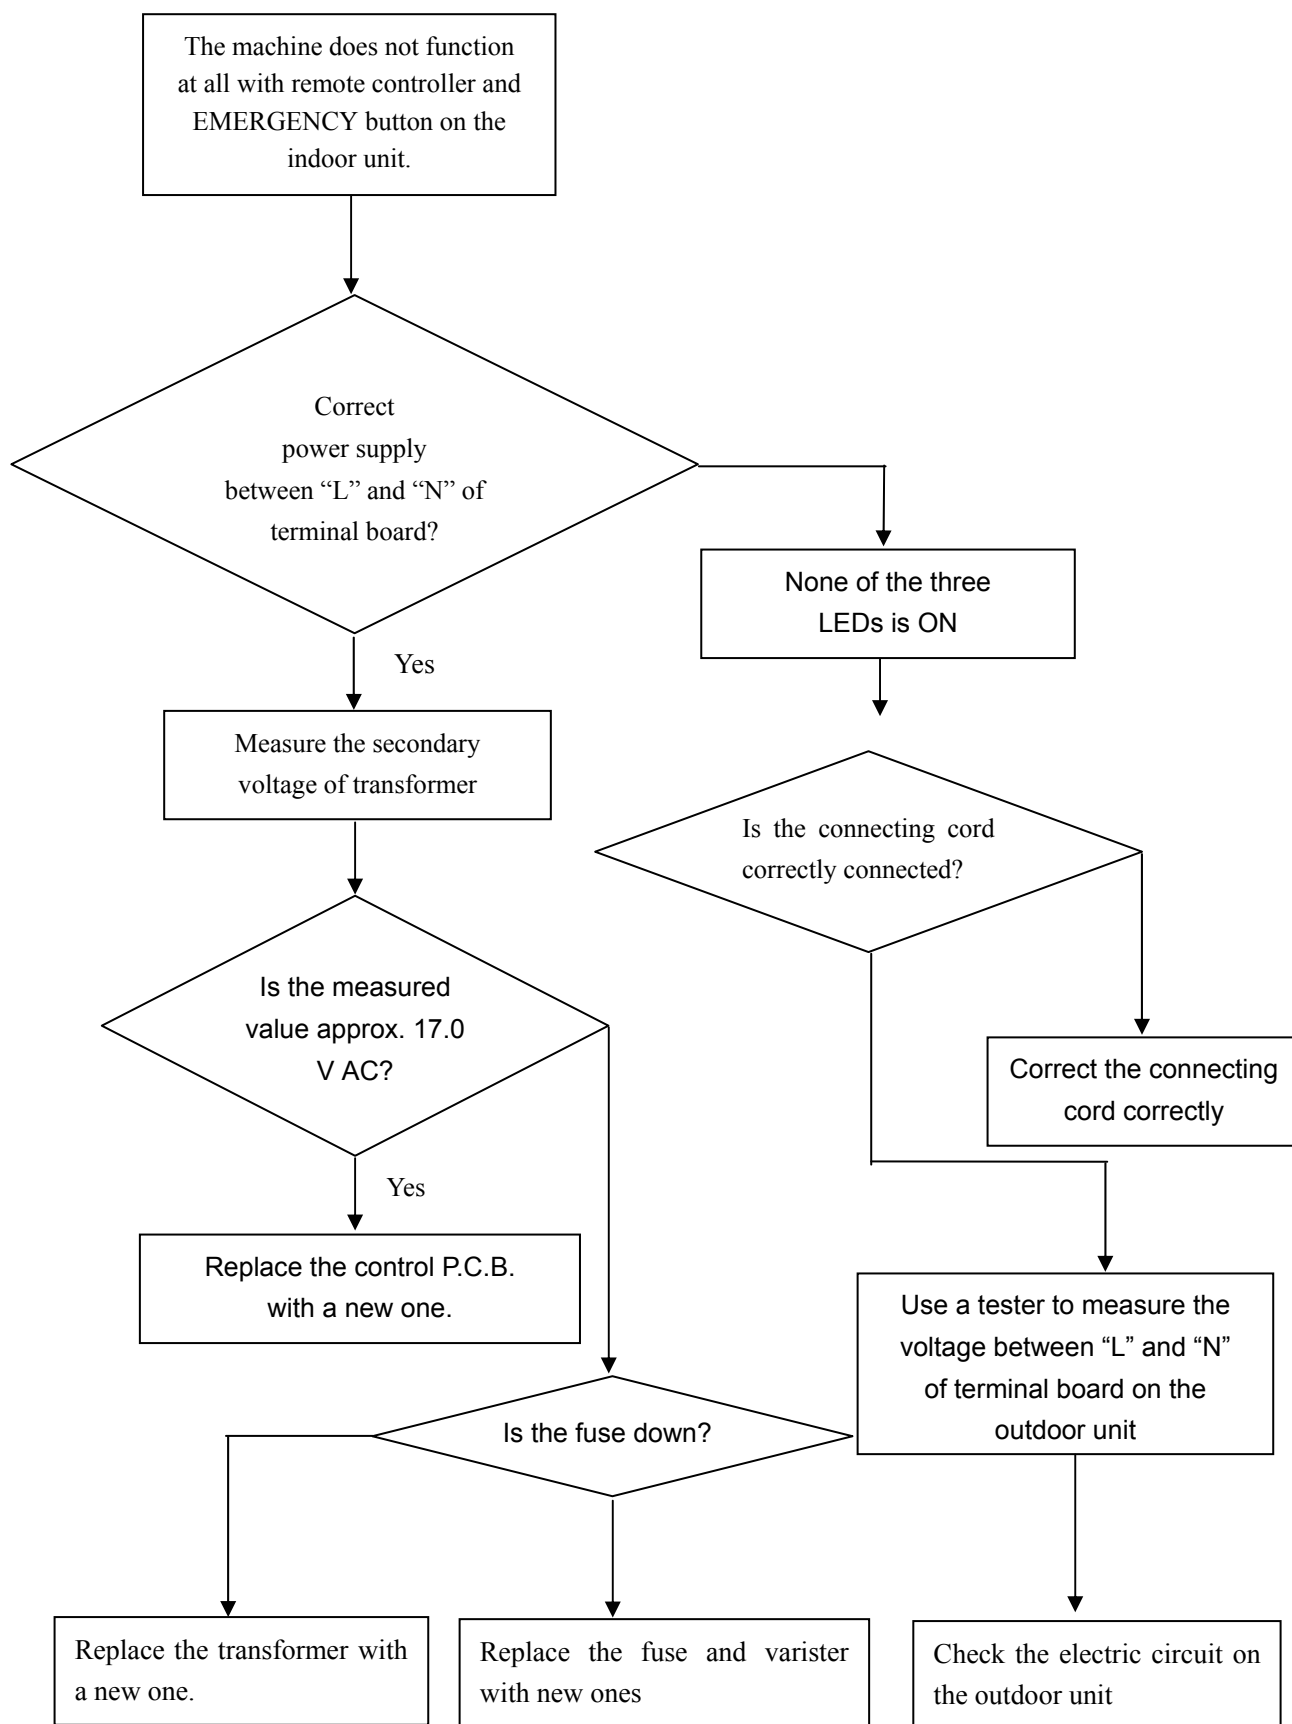 The machine does not function
at all with remote controller and
EMERGENCY button on the
indoor unit.
Correct
power supply
between “L” and “N” of
terminal board?
None of the three
LEDs is ON
Yes
Measure the secondary
voltage of transformer
Is the connecting cord
correctly connected?
Is the measured
value approx. 17.0
V AC?
Correct the connecting
cord correctly
Yes
Replace the control P.C.B.
with a new one.
Use a tester to measure the
voltage between “L” and “N”
of terminal board on the
outdoor unit
Is the fuse down?
Replace the transformer with
a new one.
Replace the fuse and varister
with new ones
Check the electric circuit on
the outdoor unit